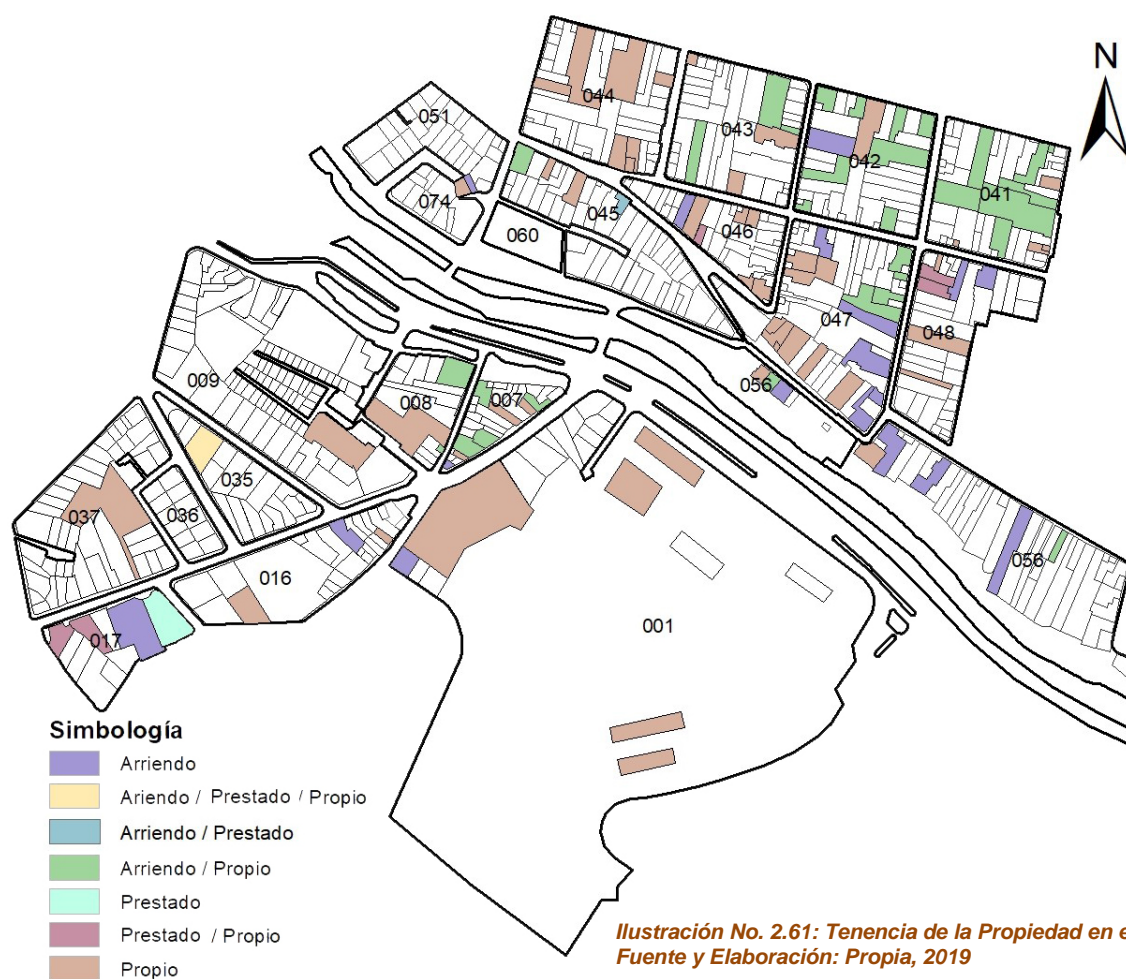 N
044
051
043
042
041
074
045
046
060
047
048
009
008
007
056
035
037
036
056
016
001
017
Simbología
Arriendo
Ariendo / Prestado / Propio
Arriendo / Prestado
Arriendo / Propio
Prestado
Prestado / Propio
Propio
Ilustración No. 2.61: Tenencia de la Propiedad en e
Fuente y Elaboración: Propia, 2019